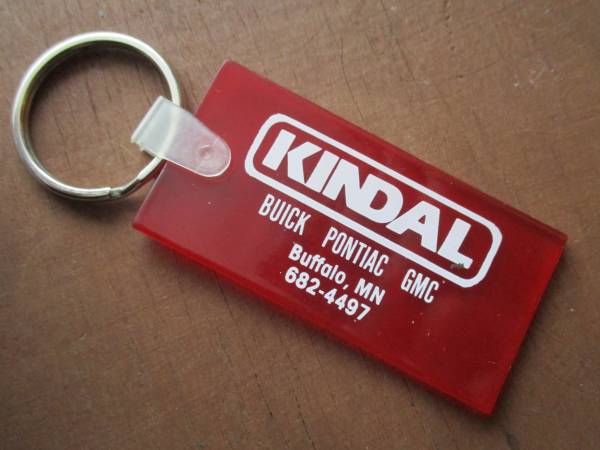 KINDAL
BUICK PONTIAC GMC
Buffalo, MN
682-4497